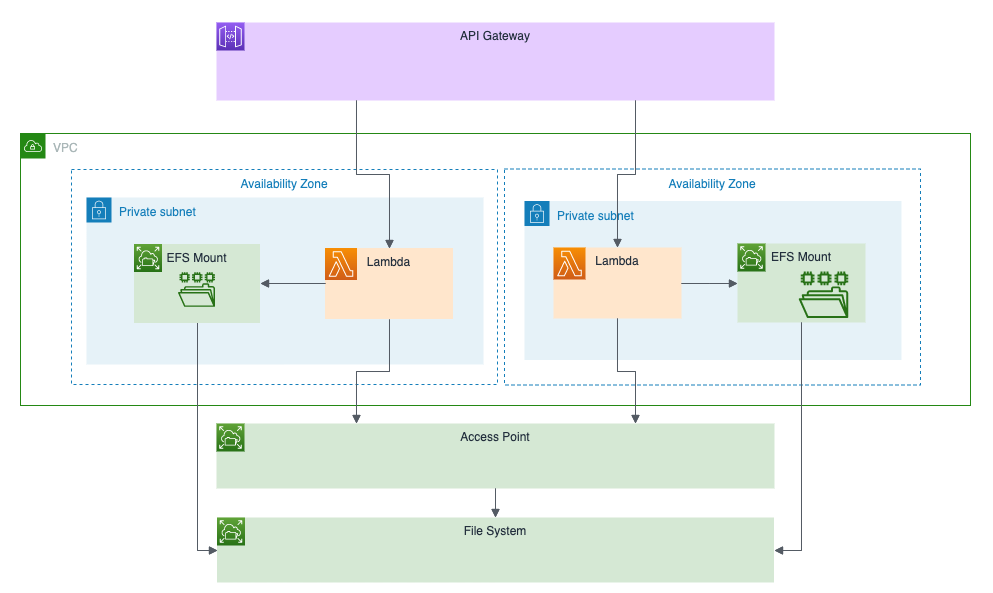 API Gateway
VPC
Availability Zone
Availability Zone
Private subnet
Private subnet
EFS Mount
Lambda
Lambda
EFS Mount
Access Point
File System